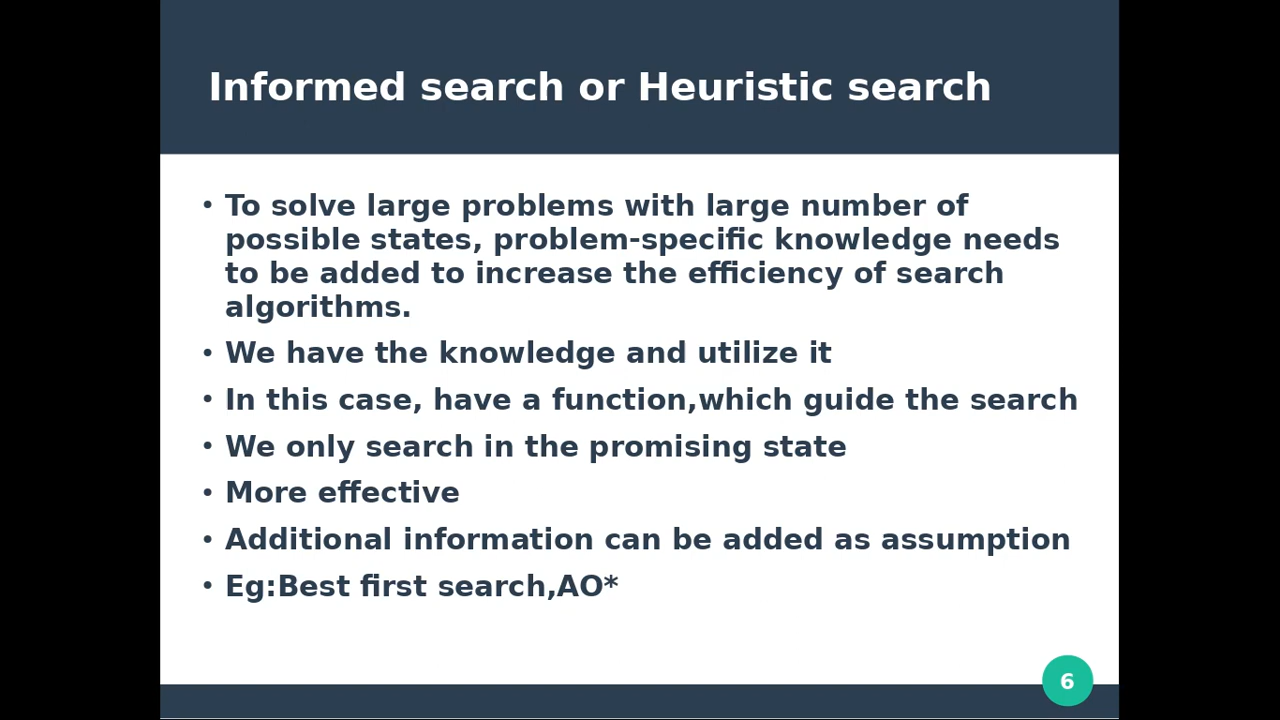 Informed search or Heuristic search
• To solve large problems with large number of
possible states, problem-specific knowledge needs
to be added to increase the efficiency of search
algorithms.
• We have the knowledge and utilize it
• In this case, have a function,which guide the search
• We only search in the promising state
• More effective
• Additional information can be added as assumption
• Eg:Best first search,AO*
6